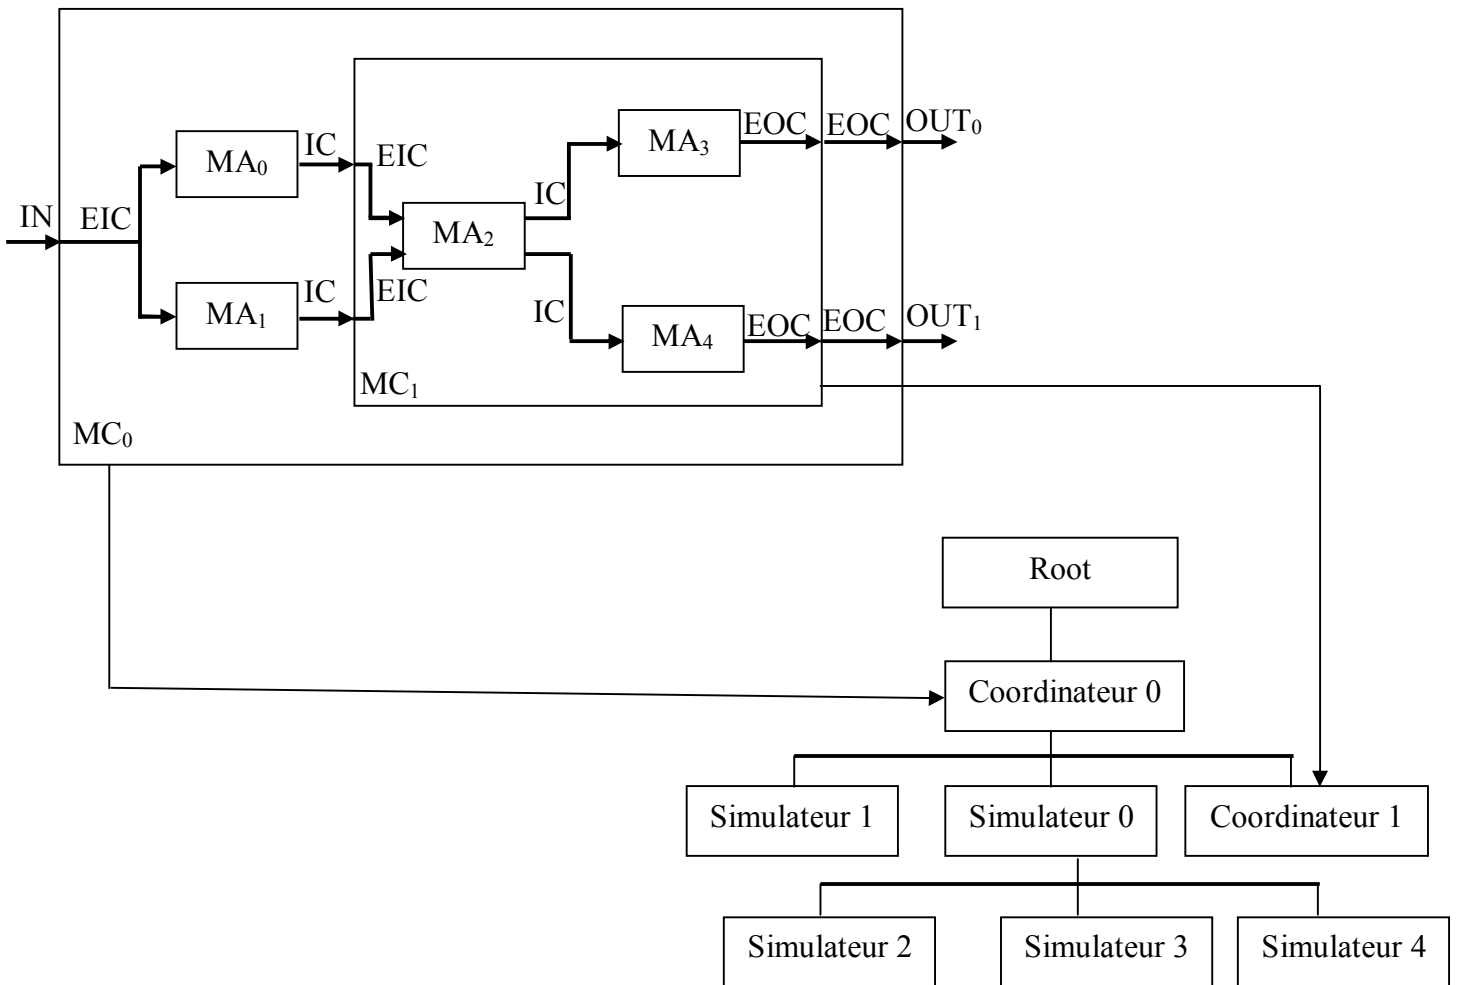 OUT₀
EOC
EOC
MA₃
IC
EIC
MA₀
IC
IN
EIC
MA₂
IC
EIC
MA₁
IC
OUT₁
EOC
EOC
MA₄
MC₁
MC₀
Root
Coordinateur 0
Simulateur 1
Simulateur 0
Coordinateur 1
Simulateur 2
Simulateur 3
Simulateur 4